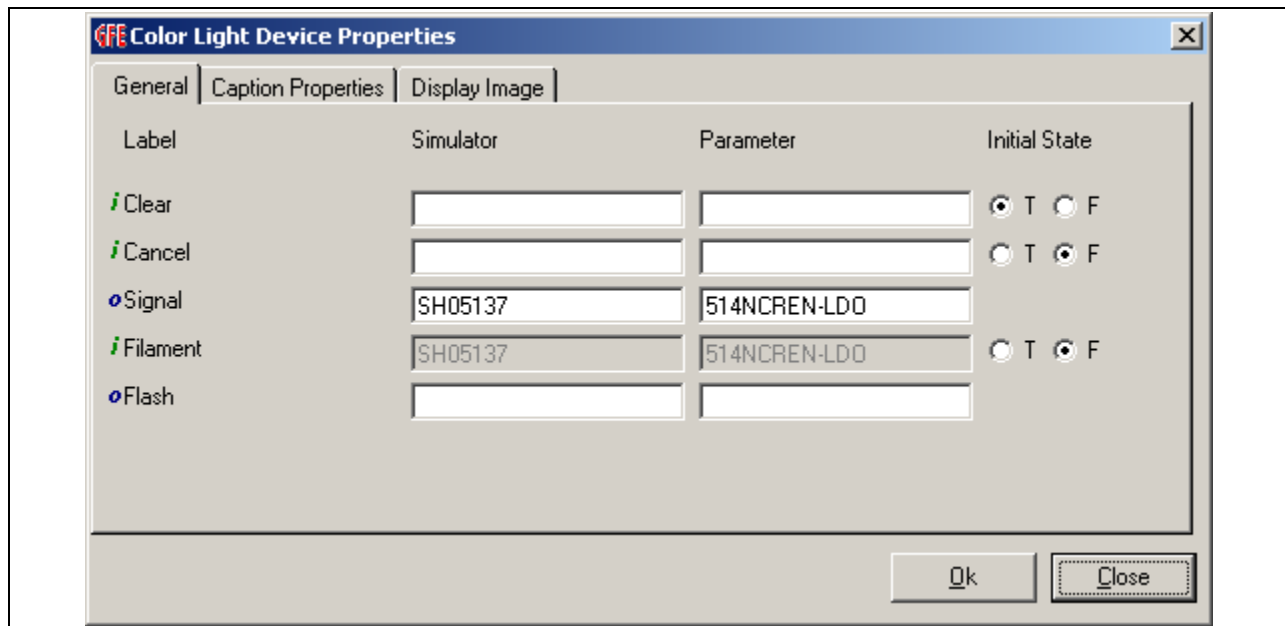 GFE Color Light Device Properties
General Caption Properties Display Image
Label Simulator Parameter Initial State
i Clear T F
i Cancel T F
o Signal SH05137 514NCREN-LDO
i Filament SH05137 514NCREN-LDO T F
o Flash
Ok Close